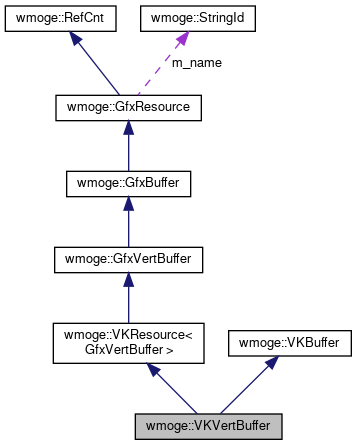 wmoge::RefCnt
wmoge::StringId
m_name
wmoge::GfxResource
wmoge::GfxBuffer
wmoge::GfxVertBuffer
wmoge::VKResource<
GfxVertBuffer >
wmoge::VKBuffer
wmoge::VKVertBuffer